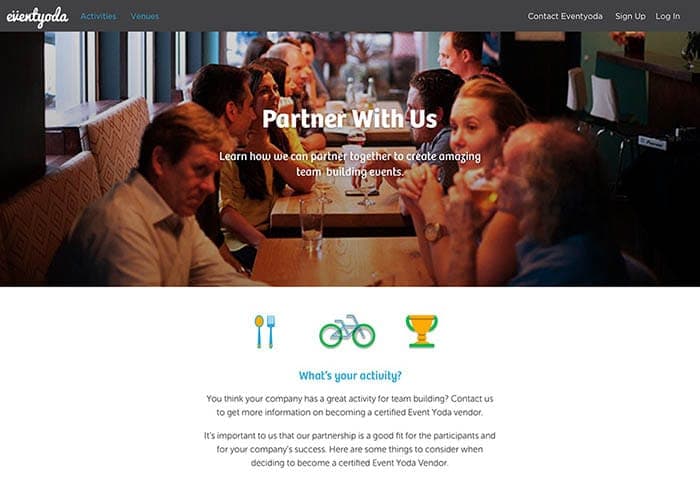 eventyoda Activities Venues Contact Eventyoda Sign Up Log In
Partner With Us
Learn how we can partner together to create amazing
team building events.
What's your activity?
You think your company has a great activity for team building? Contact us
to get more information on becoming a certified Event Yoda vendor.
It's important to us that our partnership is a good fit for the participants and
for your company's success. Here are some things to consider when
deciding to become a certified Event Yoda Vendor.